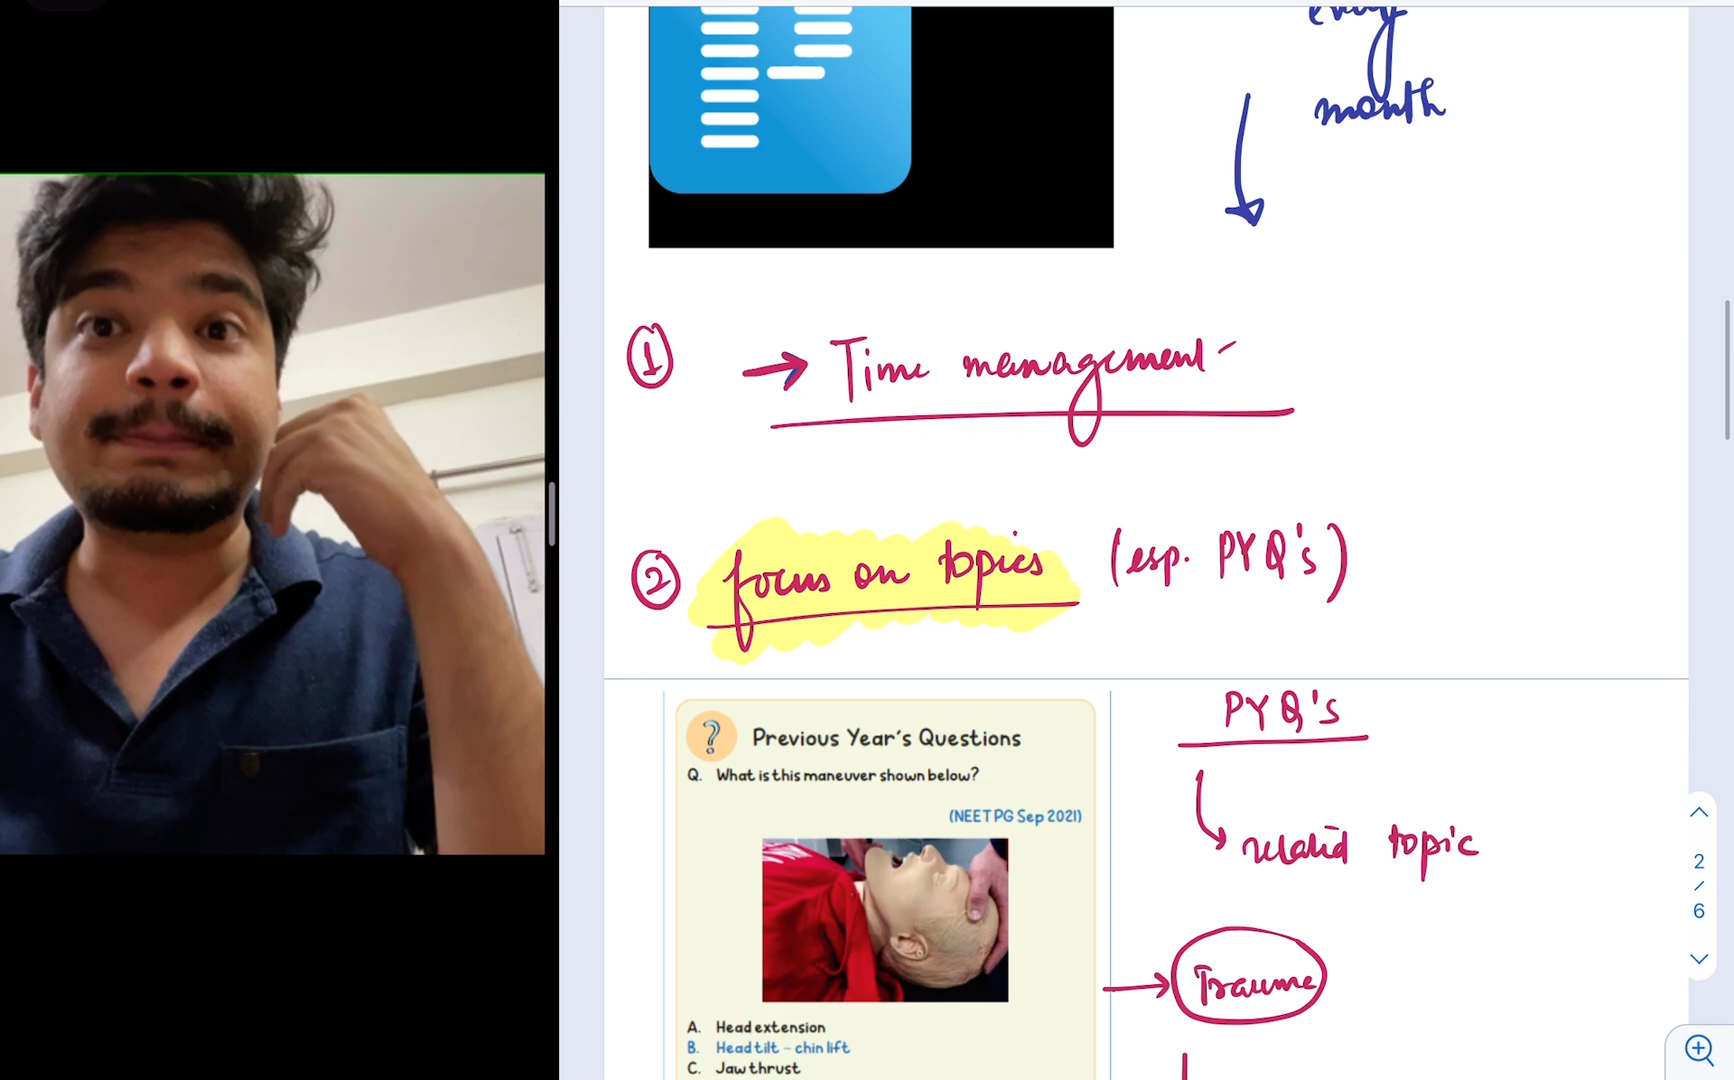 every
month
① → Time management
② focus on topics (esp. PYQ's)
PYQ's
related topic
Trauma
? Previous Year's Questions
Q. What is this maneuver shown below?
(NEET PG Sep 2021)
A. Head extension
B. Head tilt – chin lift
C. Jaw thrust
2
/
6